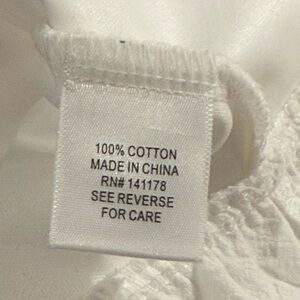 100% COTTON
MADE IN CHINA
RN# 141178
SEE REVERSE
FOR CARE